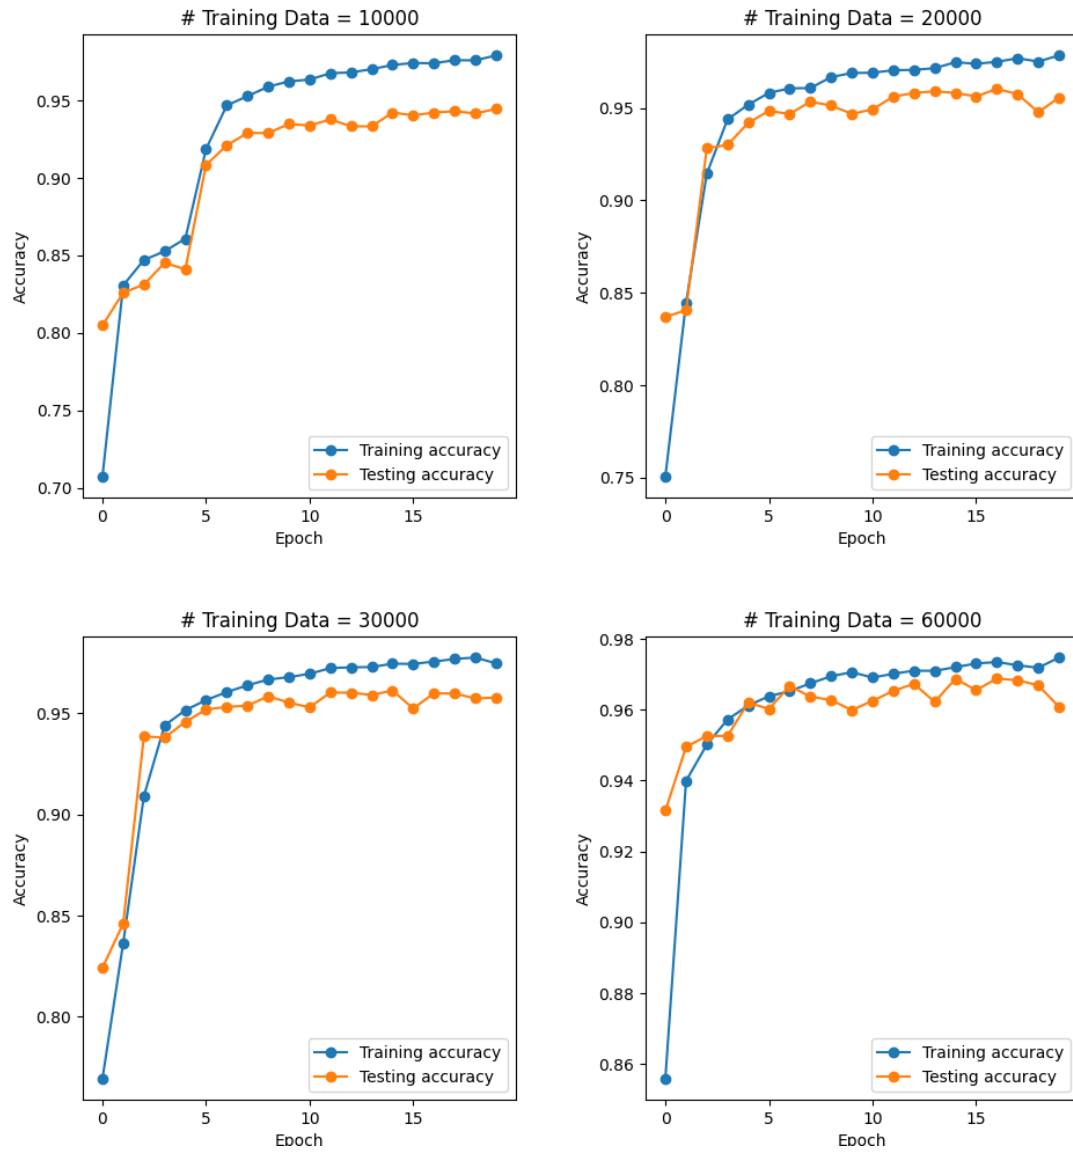 # Training Data = 10000
Accuracy
0.95
0.90
0.85
0.80
0.75
0.70
Training accuracy
Testing accuracy
0 5 10 15
Epoch
# Training Data = 20000
Accuracy
0.95
0.90
0.85
0.80
0.75
Training accuracy
Testing accuracy
0 5 10 15
Epoch
# Training Data = 30000
Accuracy
0.95
0.90
0.85
0.80
Training accuracy
Testing accuracy
0 5 10 15
Epoch
# Training Data = 60000
Accuracy
0.98
0.96
0.94
0.92
0.90
0.88
0.86
Training accuracy
Testing accuracy
0 5 10 15
Epoch